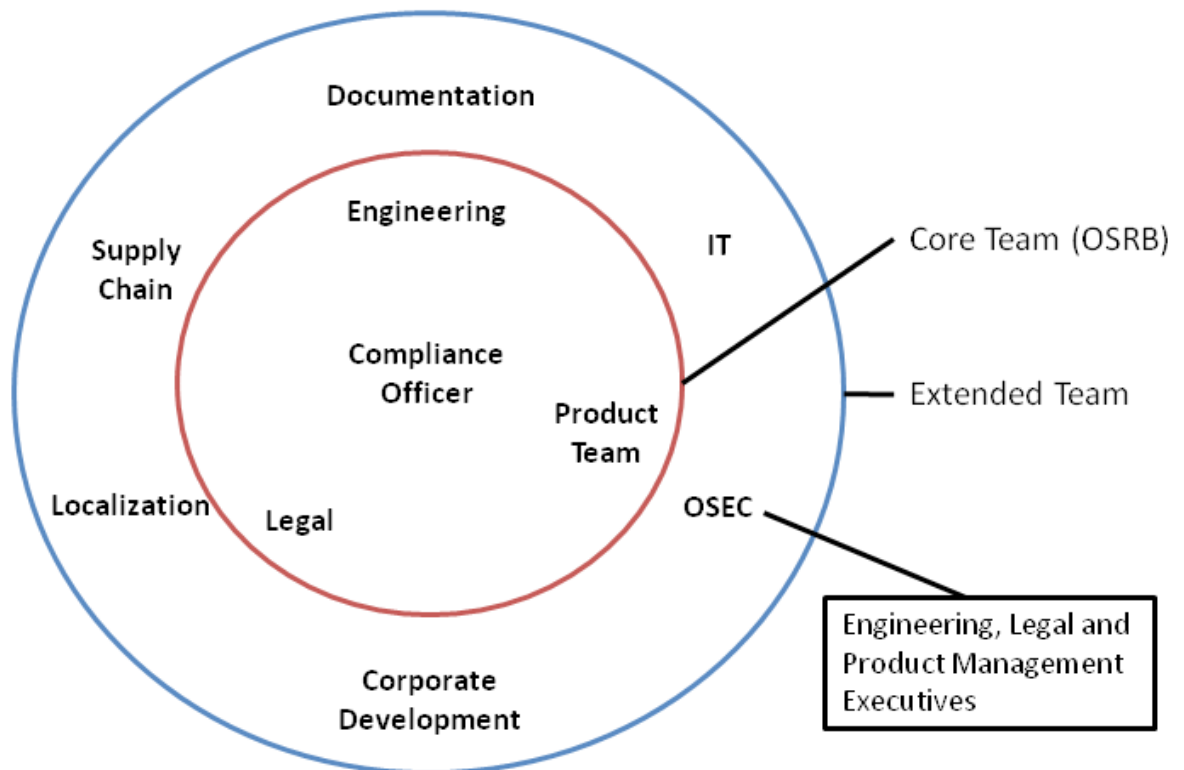 Documentation
Engineering
Supply
Chain
IT
Core Team (OSRB)
Compliance
Officer
Extended Team
Product
Team
Localization
Legal
OSEC
Engineering, Legal and
Product Management
Executives
Corporate
Development